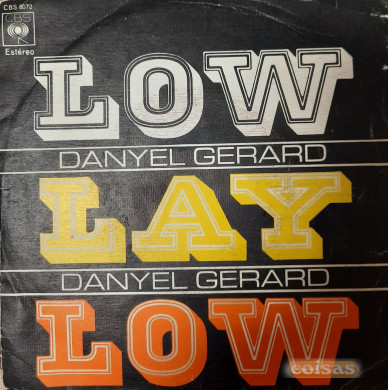 CBS 8072
CBS
Estéreo
LOW
DANYEL GERARD
LAY
DANYEL GERARD
LOW
coisas